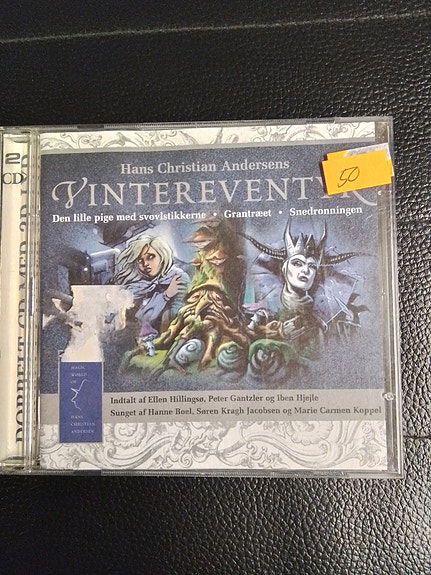 2
CD
DOBBELT CD MED 3D
Hans Christian Andersens
VINTEREVENTYR
50
Den lille pige med svovlstikkerne • Grantræet • Snedronningen
MAGIC
WORLD
OF
HANS
CHRISTIAN
ANDERSEN
Indtalt af Ellen Hillingsø, Peter Gantzler og Iben Hjejle
Sunget af Hanne Boel, Søren Kragh Jacobsen og Marie Carmen Koppel